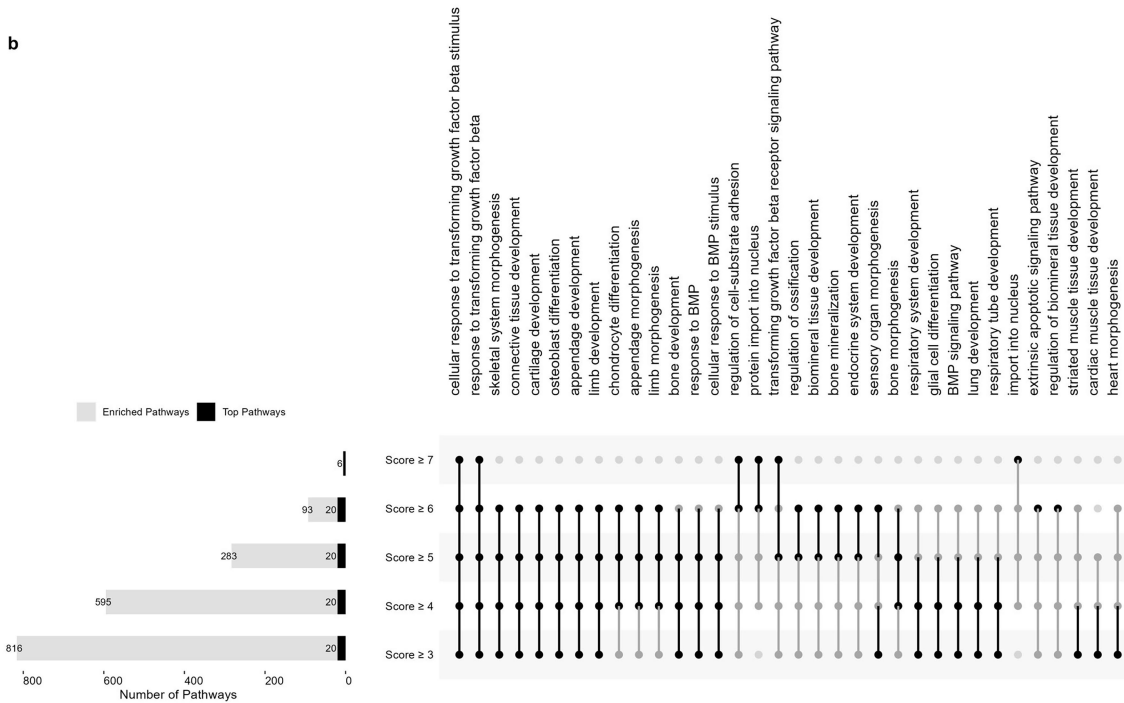 b
cellular response to transforming growth factor beta stimulus
response to transforming growth factor beta
skeletal system morphogenesis
connective tissue development
cartilage development
osteoblast differentiation
appendage development
limb development
chondrocyte differentiation
appendage morphogenesis
limb morphogenesis
bone development
response to BMP
cellular response to BMP stimulus
regulation of cell-substrate adhesion
protein import into nucleus
transforming growth factor beta receptor signaling pathway
regulation of ossification
biomineral tissue development
bone mineralization
endocrine system development
sensory organ morphogenesis
bone morphogenesis
respiratory system development
glial cell differentiation
BMP signaling pathway
lung development
respiratory tube development
import into nucleus
extrinsic apoptotic signaling pathway
regulation of biomineral tissue development
striated muscle tissue development
cardiac muscle tissue development
heart morphogenesis
Enriched Pathways Top Pathways
6 Score ≥ 7
93 20 Score ≥ 6
283 20 Score ≥ 5
595 20 Score ≥ 4
816 20 Score ≥ 3
800 600 400 200 0
Number of Pathways